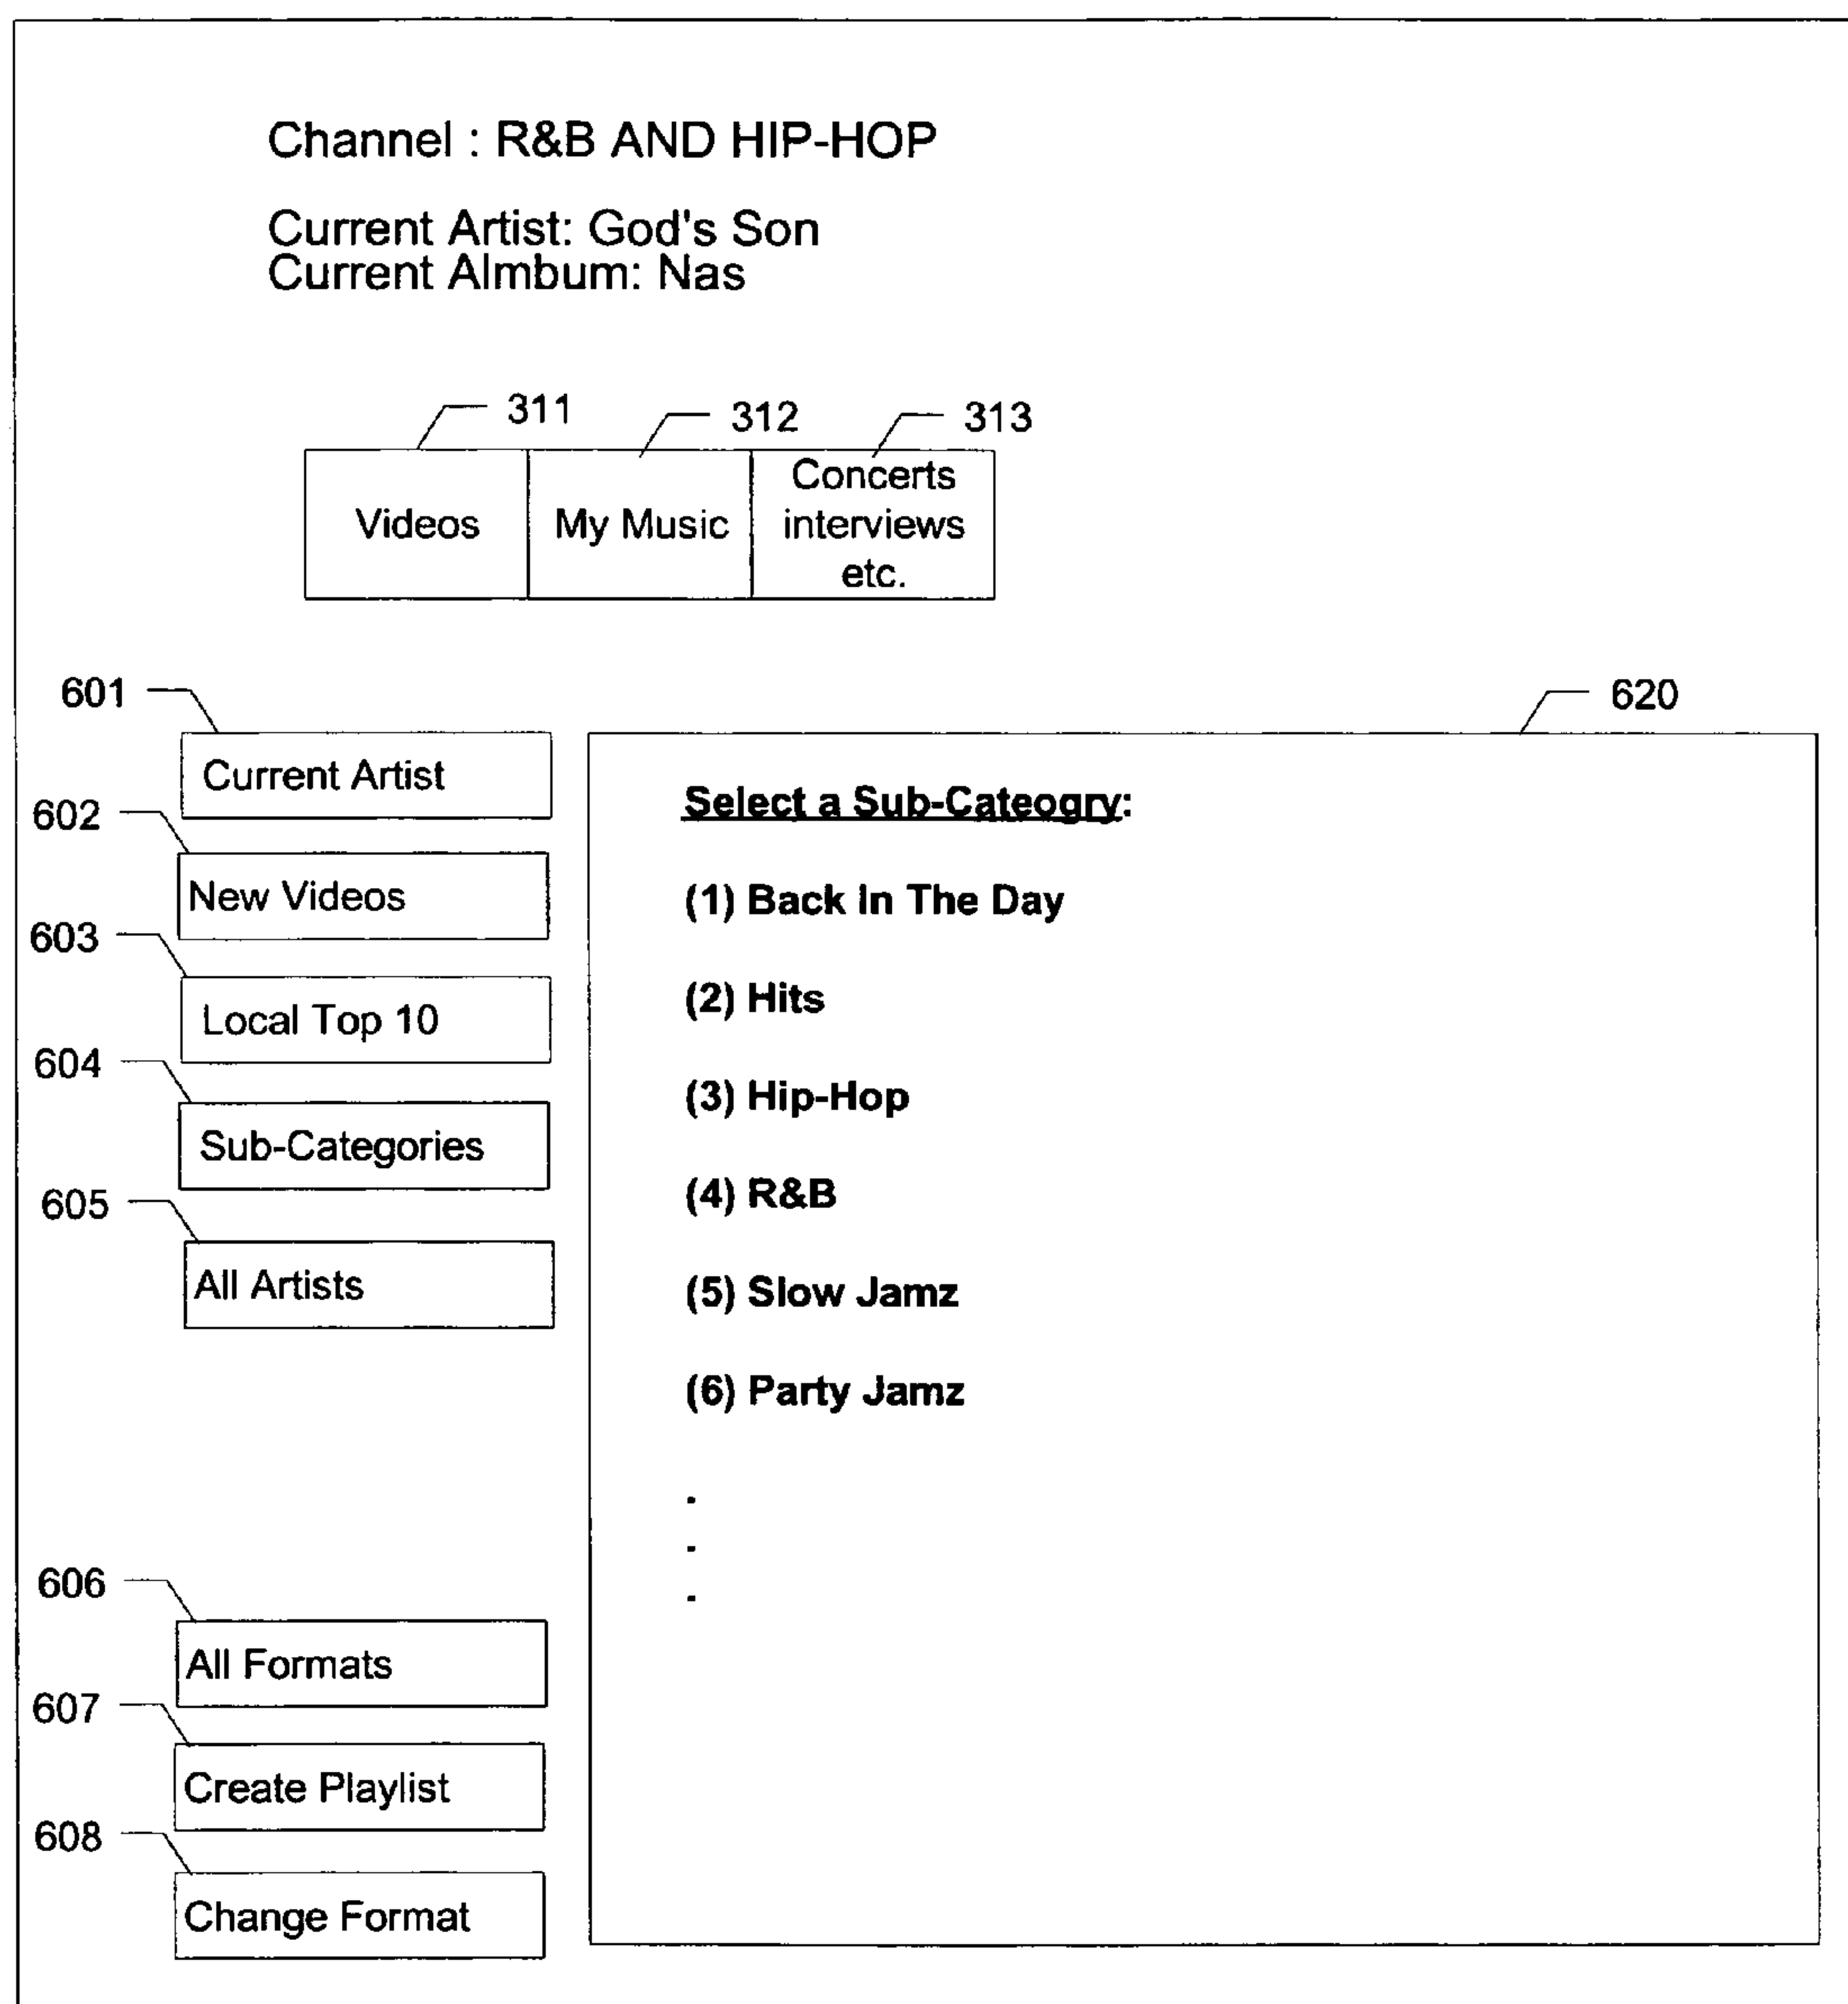 Channel : R&B AND HIP-HOP
Current Artist: God's Son
Current Almbum: Nas
311
312
313
Videos
My Music
Concerts
interviews
etc.
601
Current Artist
602
New Videos
603
Local Top 10
604
Sub-Categories
605
All Artists
606
All Formats
607
Create Playlist
608
Change Format
620
Select a Sub-Cateogry:
(1) Back In The Day
(2) Hits
(3) Hip-Hop
(4) R&B
(5) Slow Jamz
(6) Party Jamz
.
.
.